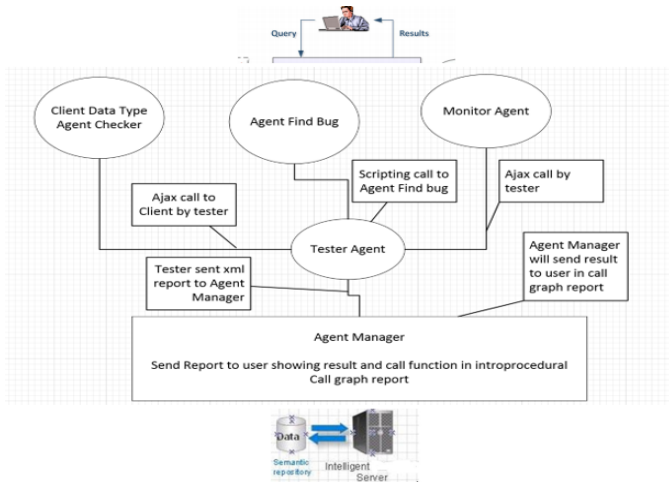 Query
Results
Client Data Type
Agent Checker
Agent Find Bug
Monitor Agent
Scripting call to
Agent Find bug
Ajax call by
tester
Ajax call to
Client by tester
Tester Agent
Agent Manager
will send result
to user in call
graph report
Tester sent xml
report to Agent
Manager
Agent Manager
Send Report to user showing result and call function in introprocedural
Call graph report
Data
Semantic
repository
Intelligent
Server